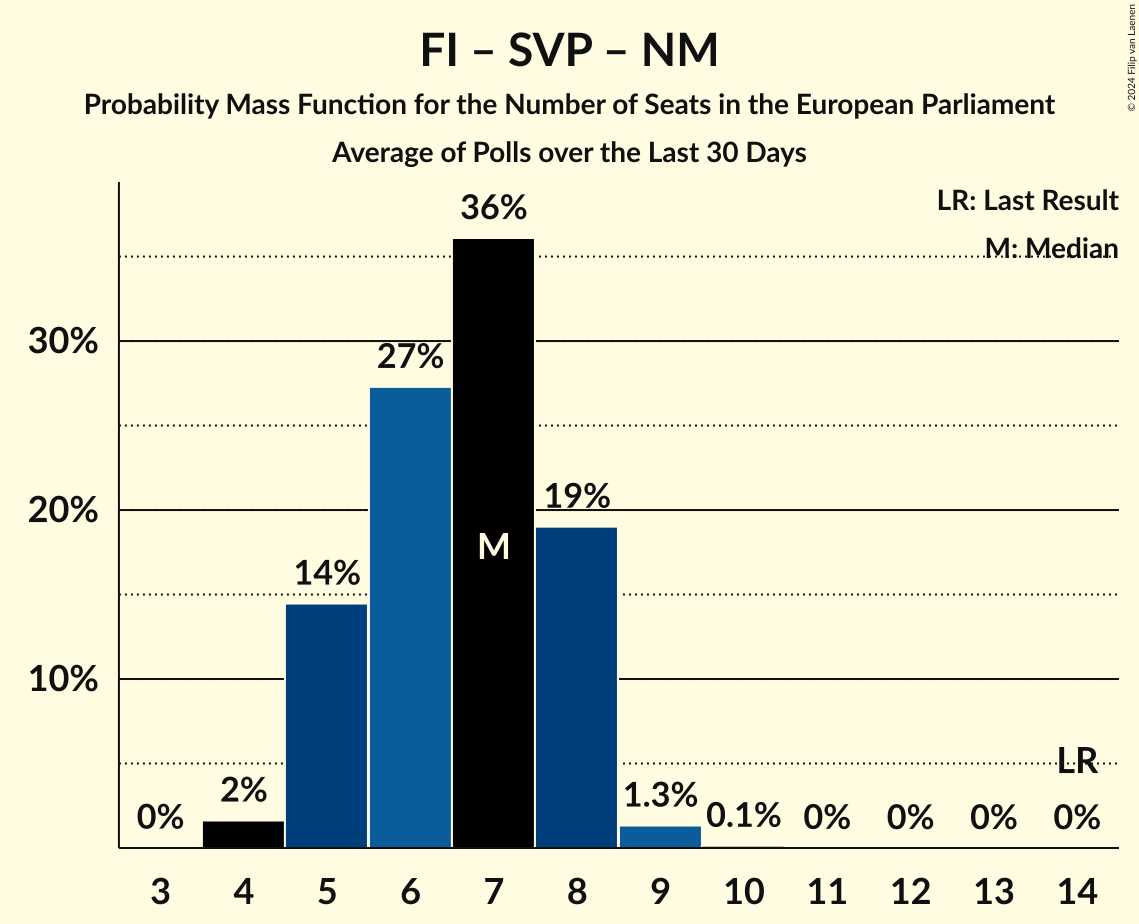 FI – SVP – NM
Probability Mass Function for the Number of Seats in the European Parliament
Average of Polls over the Last 30 Days
© 2024 Filip van Laenen
LR: Last Result
M: Median
30%
20%
10%
0%
2%
14%
27%
36%
19%
1.3%
0.1%
0%
0%
0%
0%
M
LR
3 4 5 6 7 8 9 10 11 12 13 14